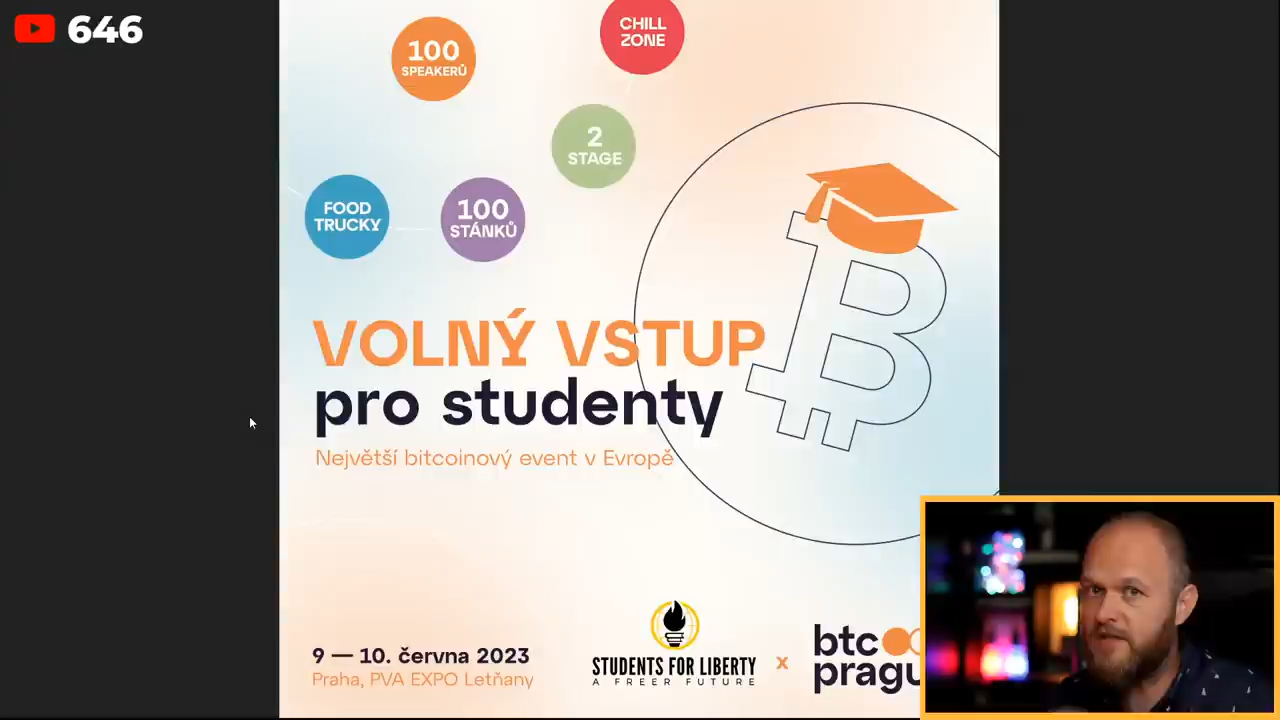 646
100
SPEAKERŮ
CHILL
ZONE
2
STAGE
FOOD
TRUCKY
100
STÁNKŮ
VOLNÝ VSTUP
pro studenty
Největší bitcoinový event v Evropě
9 — 10. června 2023
Praha, PVA EXPO Letňany
STUDENTS FOR LIBERTY
A FREER FUTURE
x
btc
pragu